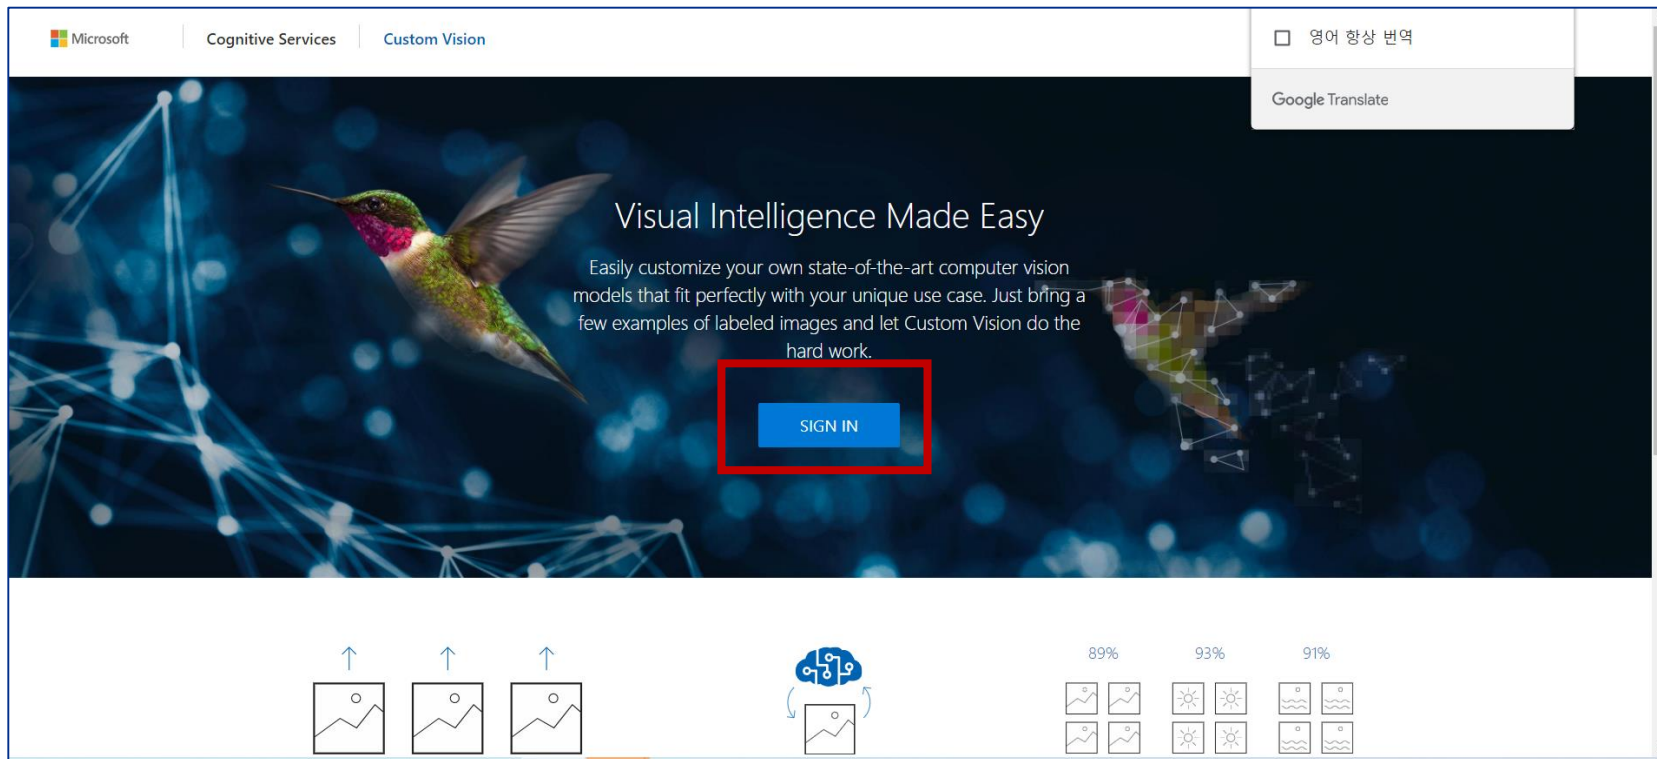 Microsoft
Cognitive Services
Custom Vision
영어 항상 번역
Google Translate
Visual Intelligence Made Easy
Easily customize your own state-of-the-art computer vision
models that fit perfectly with your unique use case. Just bring a
few examples of labeled images and let Custom Vision do the
hard work.
SIGN IN
89%
93%
91%